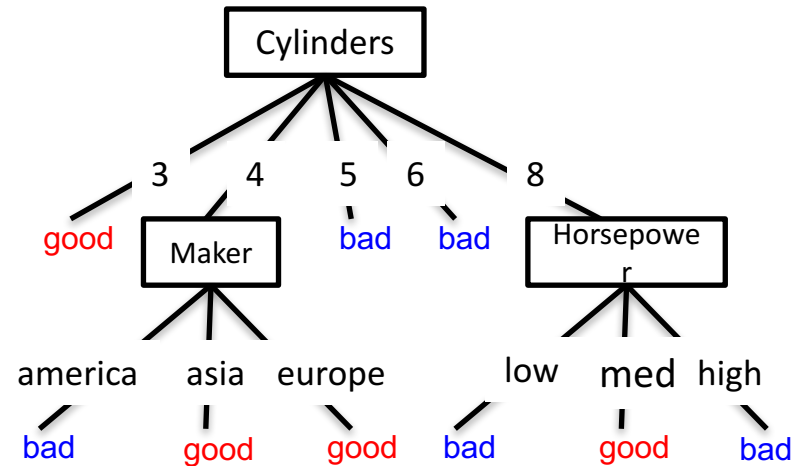 Cylinders
3 4 5 6 8
good Maker bad bad Horsepowe
r
america asia europe low med high
bad good good bad good bad